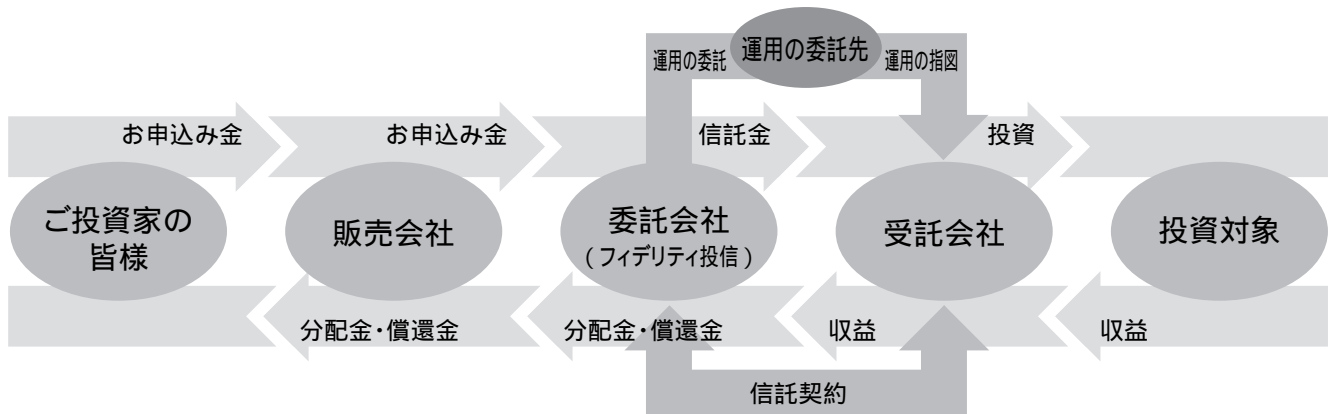 運用の委託 運用の委託先 運用の指図
お申込み金 お申込み金 信託金 投資
ご投資家の
皆様
販売会社
委託会社
(フィデリティ投信)
受託会社
投資対象
分配金・償還金 分配金・償還金 収益 収益
信託契約